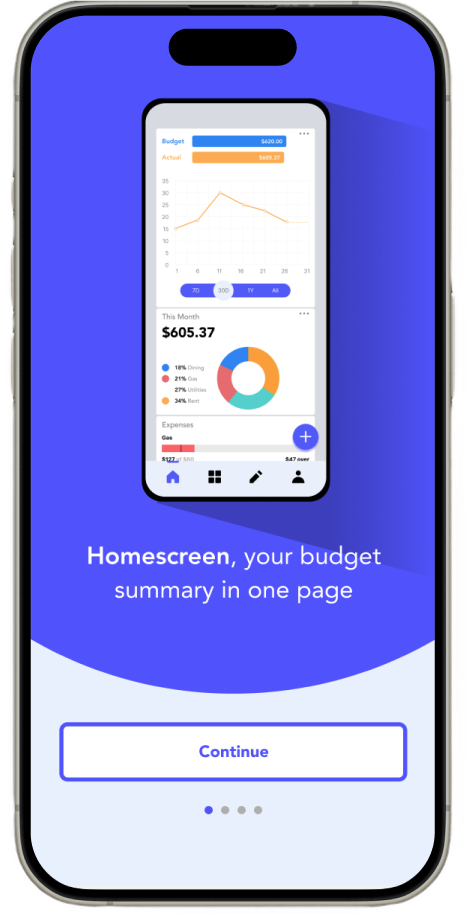 Budget $620.00
Actual $605.37
35
30
25
20
15
10
5
0
1 6 11 16 21 26 31
7D 30D 1Y All
This Month
$605.37
18% Dining
21% Gas
27% Utilities
34% Rent
Expenses
Gas
+
$127 of $80 $47 over
Homescreen, your budget
summary in one page
Continue